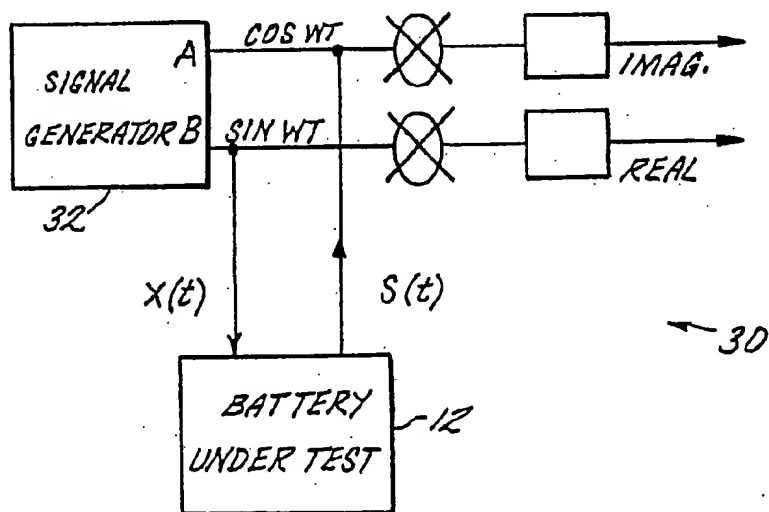 A
COS WT
SIGNAL
GENERATOR B
SIN WT
IMAG.
REAL
32
X(t)
S(t)
30
BATTERY
UNDER TEST
12